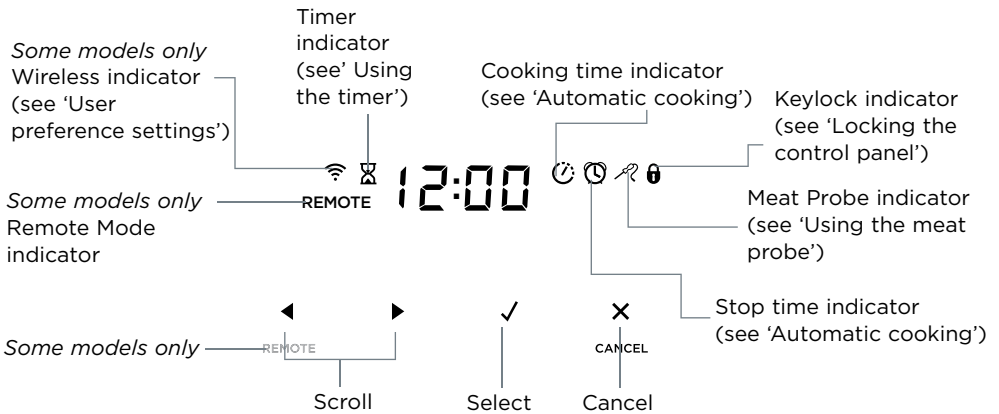 Some models only
Wireless indicator
(see ‘User
preference settings’)
Timer
indicator
(see’ Using
the timer’)
Cooking time indicator
(see ‘Automatic cooking’)
Keylock indicator
(see ‘Locking the
control panel’)
12:00
REMOTE
Some models only
Remote Mode
indicator
Meat Probe indicator
(see ‘Using the meat
probe’)
Stop time indicator
(see ‘Automatic cooking’)
Some models only
REMOTE
CANCEL
Scroll
Select
Cancel